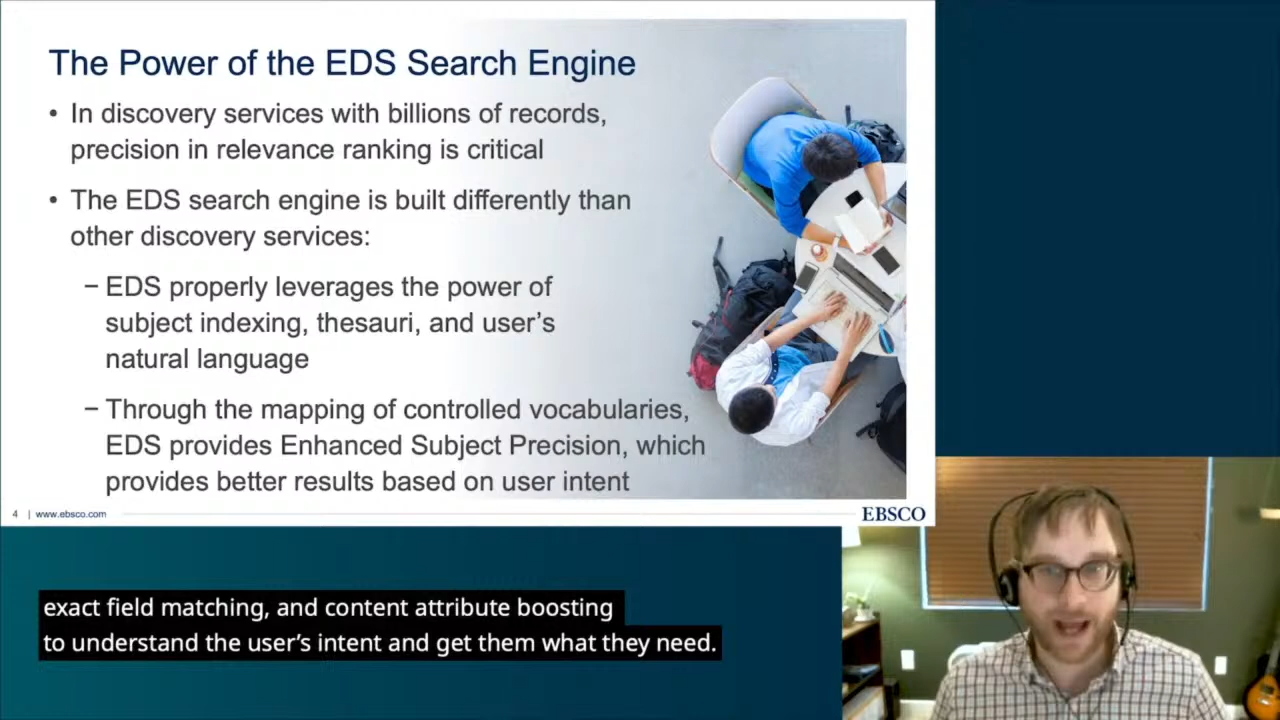 The Power of the EDS Search Engine
• In discovery services with billions of records,
precision in relevance ranking is critical
• The EDS search engine is built differently than
other discovery services:
− EDS properly leverages the power of
subject indexing, thesauri, and user’s
natural language
− Through the mapping of controlled vocabularies,
EDS provides Enhanced Subject Precision, which
provides better results based on user intent
4 | www.ebsco.com
EBSCO
exact field matching, and content attribute boosting
to understand the user’s intent and get them what they need.